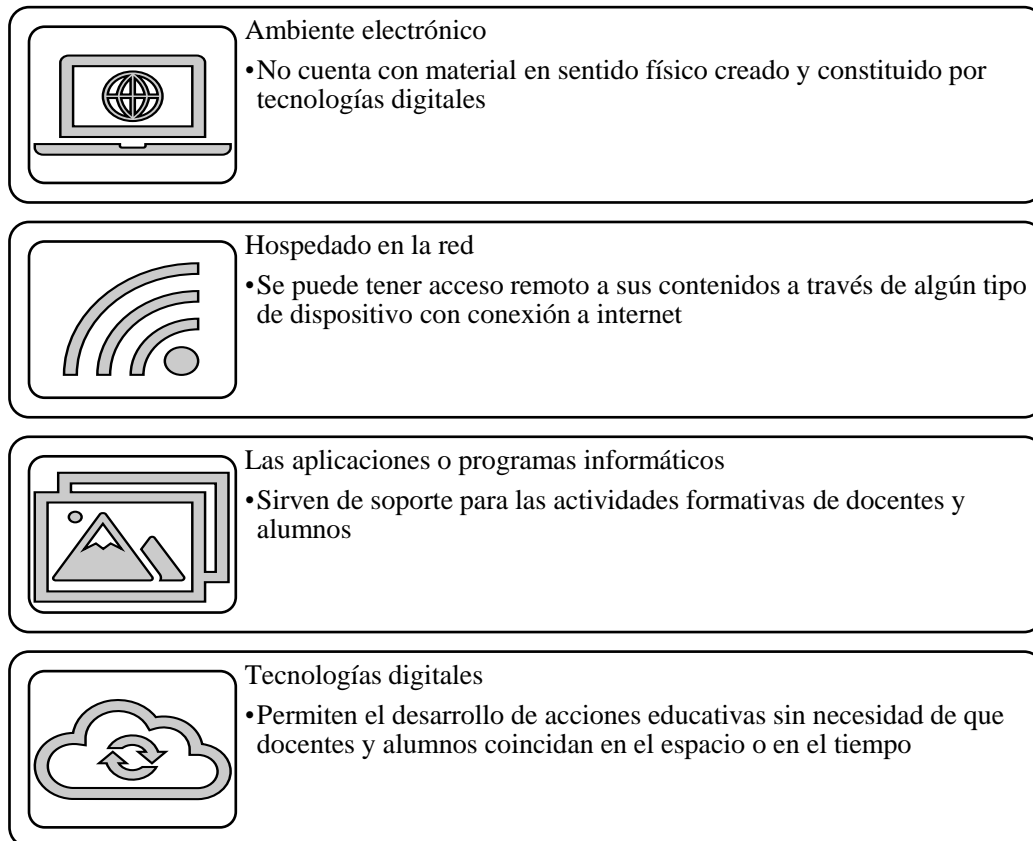 Ambiente electrónico
•No cuenta con material en sentido físico creado y constituido por
tecnologías digitales
Hospedado en la red
•Se puede tener acceso remoto a sus contenidos a través de algún tipo
de dispositivo con conexión a internet
Las aplicaciones o programas informáticos
•Sirven de soporte para las actividades formativas de docentes y
alumnos
Tecnologías digitales
•Permiten el desarrollo de acciones educativas sin necesidad de que
docentes y alumnos coincidan en el espacio o en el tiempo